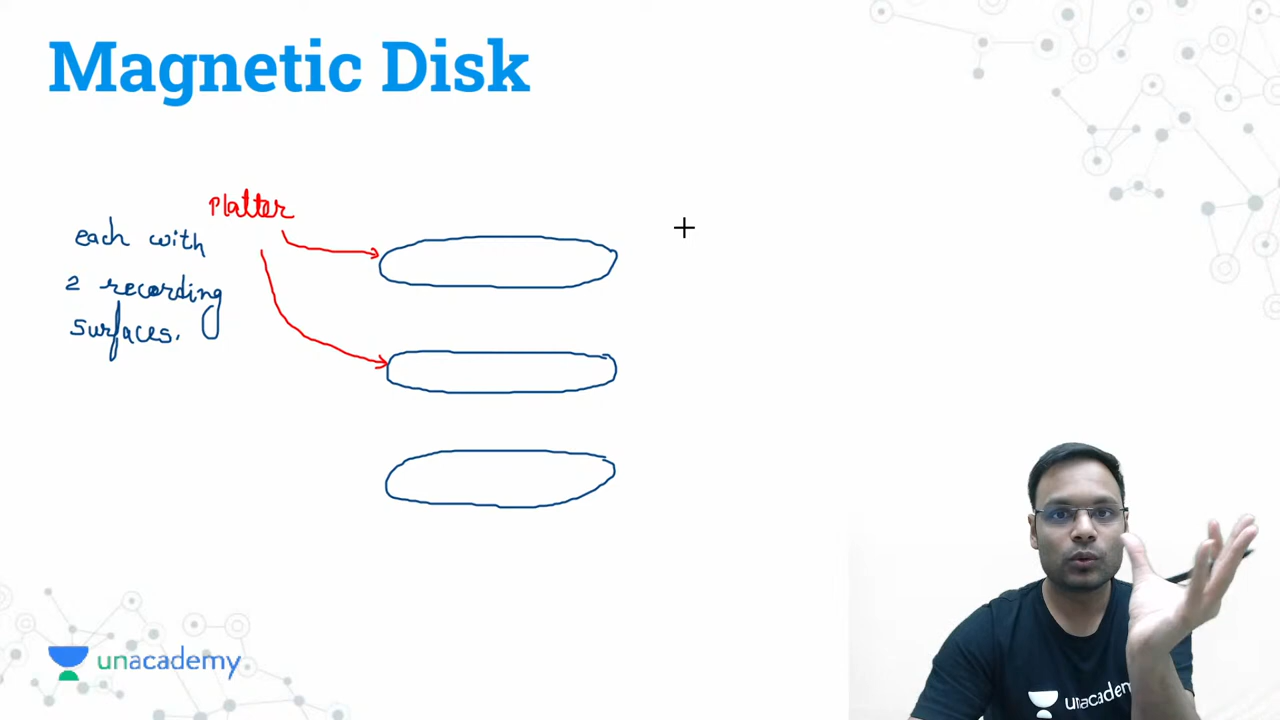 Magnetic Disk
Platter
each with
2 recording
surfaces.
unacademy
unacademy